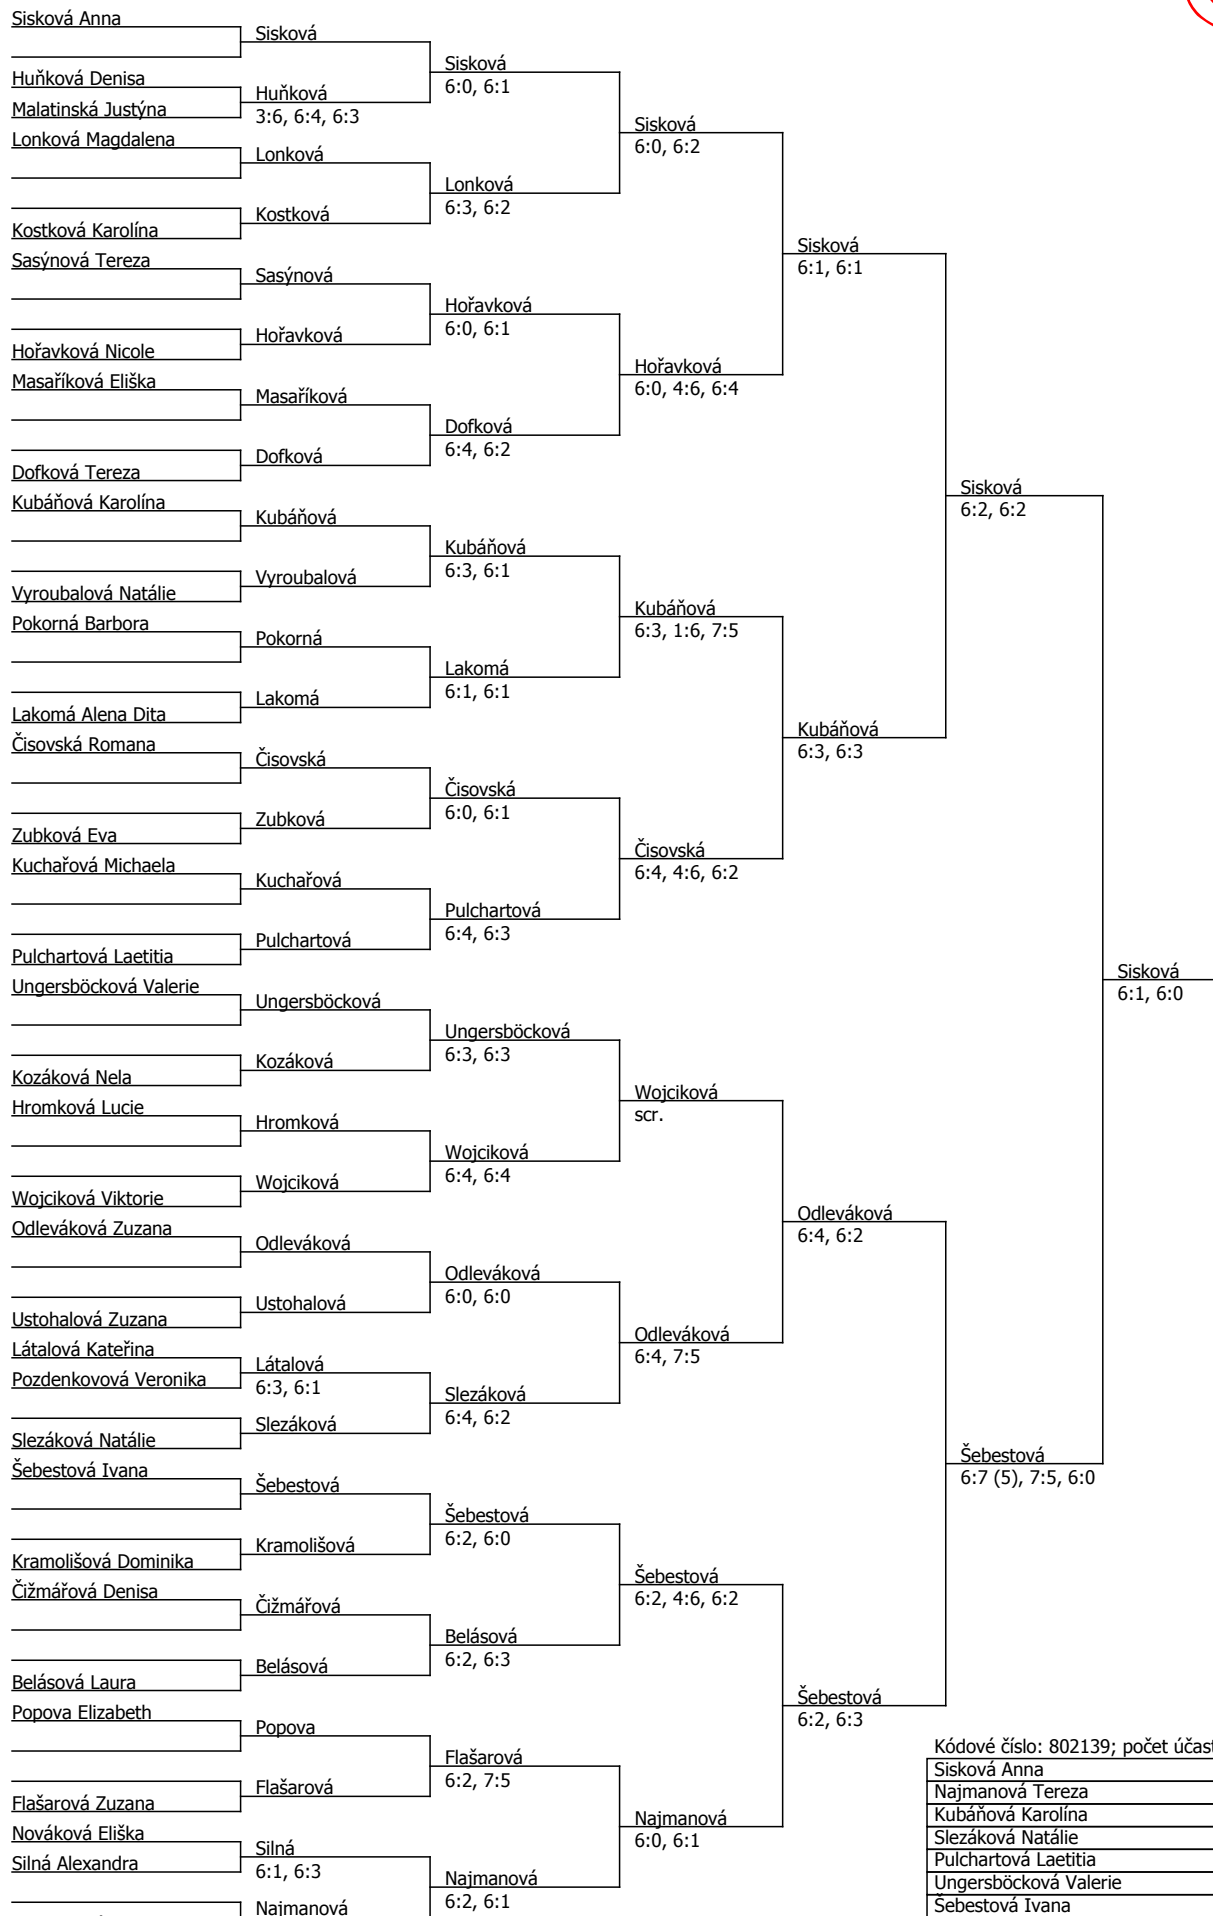 Sisková Anna
Huňková Denisa
Malatinská Justýna
Lonková Magdalena
Kostková Karolína
Sasýnová Tereza
Hořavková Nicole
Masaříková Eliška
Dofková Tereza
Kubáňová Karolína
Vyroubalová Natálie
Pokorná Barbora
Lakomá Alena Dita
Čisovská Romana
Zubková Eva
Kuchařová Michaela
Pulchartová Laetitia
Ungersböcková Valerie
Kozáková Nela
Hromková Lucie
Wojciková Viktorie
Odleváková Zuzana
Ustohalová Zuzana
Látalová Kateřina
Pozdenkovová Veronika
Slezáková Natálie
Šebestová Ivana
Kramolišová Dominika
Čižmářová Denisa
Belásová Laura
Popova Elizabeth
Flašarová Zuzana
Nováková Eliška
Silná Alexandra
Sisková
Huňková
3:6, 6:4, 6:3
Lonková
Kostková
Sasýnová
Hořavková
Masaříková
Dofková
Kubáňová
Vyroubalová
Pokorná
Lakomá
Čisovská
Zubková
Kuchařová
Pulchartová
Ungersböcková
Kozáková
Hromková
Wojciková
Odleváková
Ustohalová
Látalová
6:3, 6:1
Slezáková
Šebestová
Kramolišová
Čižmářová
Belásová
Popova
Flašarová
Silná
6:1, 6:3
Najmanová
Sisková
6:0, 6:1
Lonková
6:3, 6:2
Hořavková
6:0, 6:1
Dofková
6:4, 6:2
Kubáňová
6:3, 6:1
Lakomá
6:1, 6:1
Čisovská
6:0, 6:1
Pulchartová
6:4, 6:3
Ungersböcková
6:3, 6:3
Wojciková
6:4, 6:4
Odleváková
6:0, 6:0
Slezáková
6:4, 6:2
Šebestová
6:2, 6:0
Belásová
6:2, 6:3
Flašarová
6:2, 7:5
Najmanová
6:2, 6:1
Sisková
6:0, 6:2
Hořavková
6:0, 4:6, 6:4
Kubáňová
6:3, 1:6, 7:5
Čisovská
6:4, 4:6, 6:2
Wojciková
scr.
Odleváková
6:4, 7:5
Šebestová
6:2, 4:6, 6:2
Najmanová
6:0, 6:1
Sisková
6:1, 6:1
Kubáňová
6:3, 6:3
Odleváková
6:4, 6:2
Šebestová
6:2, 6:3
Sisková
6:2, 6:2
Šebestová
6:7 (5), 7:5, 6:0
Sisková
6:1, 6:0
Kódové číslo: 802139; počet účast
Sisková Anna
Najmanová Tereza
Kubáňová Karolína
Slezáková Natálie
Pulchartová Laetitia
Ungersböcková Valerie
Šebestová Ivana